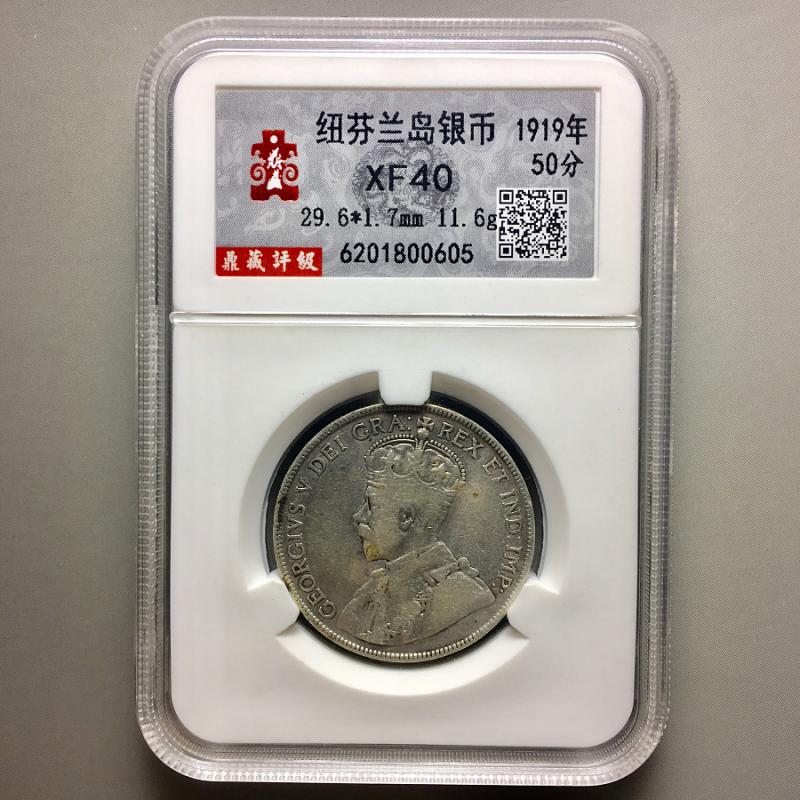 纽芬兰岛银币 1919年
50分
XF40
29.6*1.7mm 11.6g
鼎藏評級 6201800605
GEORGIVS V DEI GRA: REX ET IND: IMP: